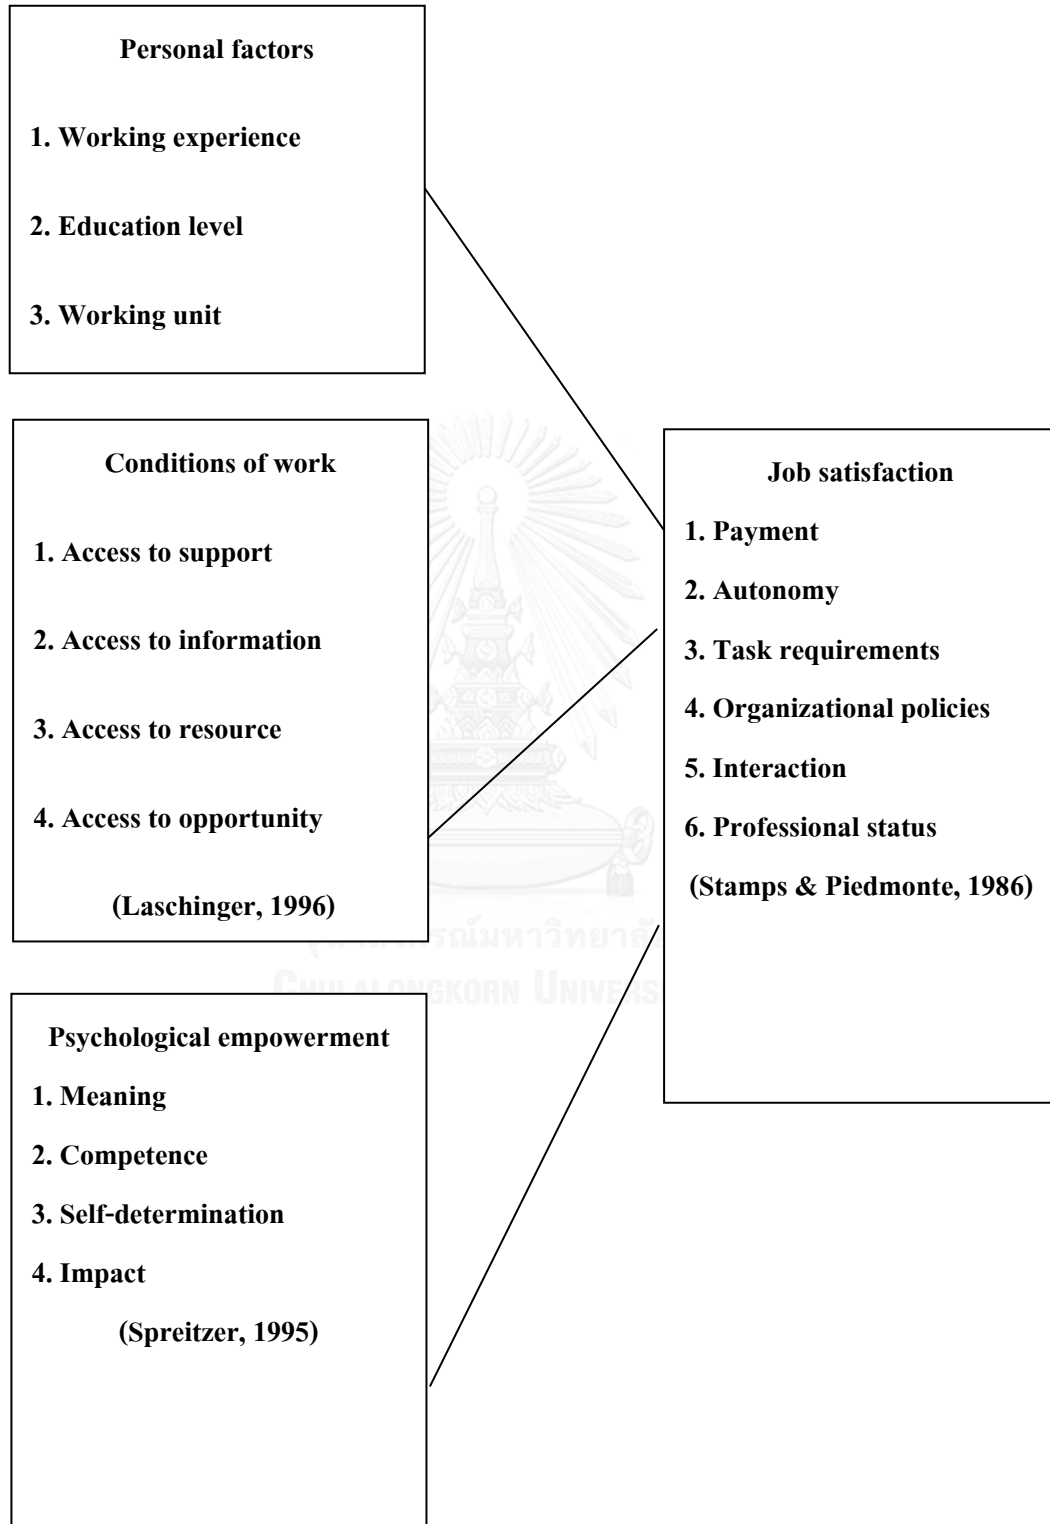 Personal factors
1. Working experience
2. Education level
3. Working unit
Conditions of work
1. Access to support
2. Access to information
3. Access to resource
4. Access to opportunity
(Laschinger, 1996)
Psychological empowerment
1. Meaning
2. Competence
3. Self-determination
4. Impact
(Spreitzer, 1995)
Job satisfaction
1. Payment
2. Autonomy
3. Task requirements
4. Organizational policies
5. Interaction
6. Professional status
(Stamps & Piedmonte, 1986)